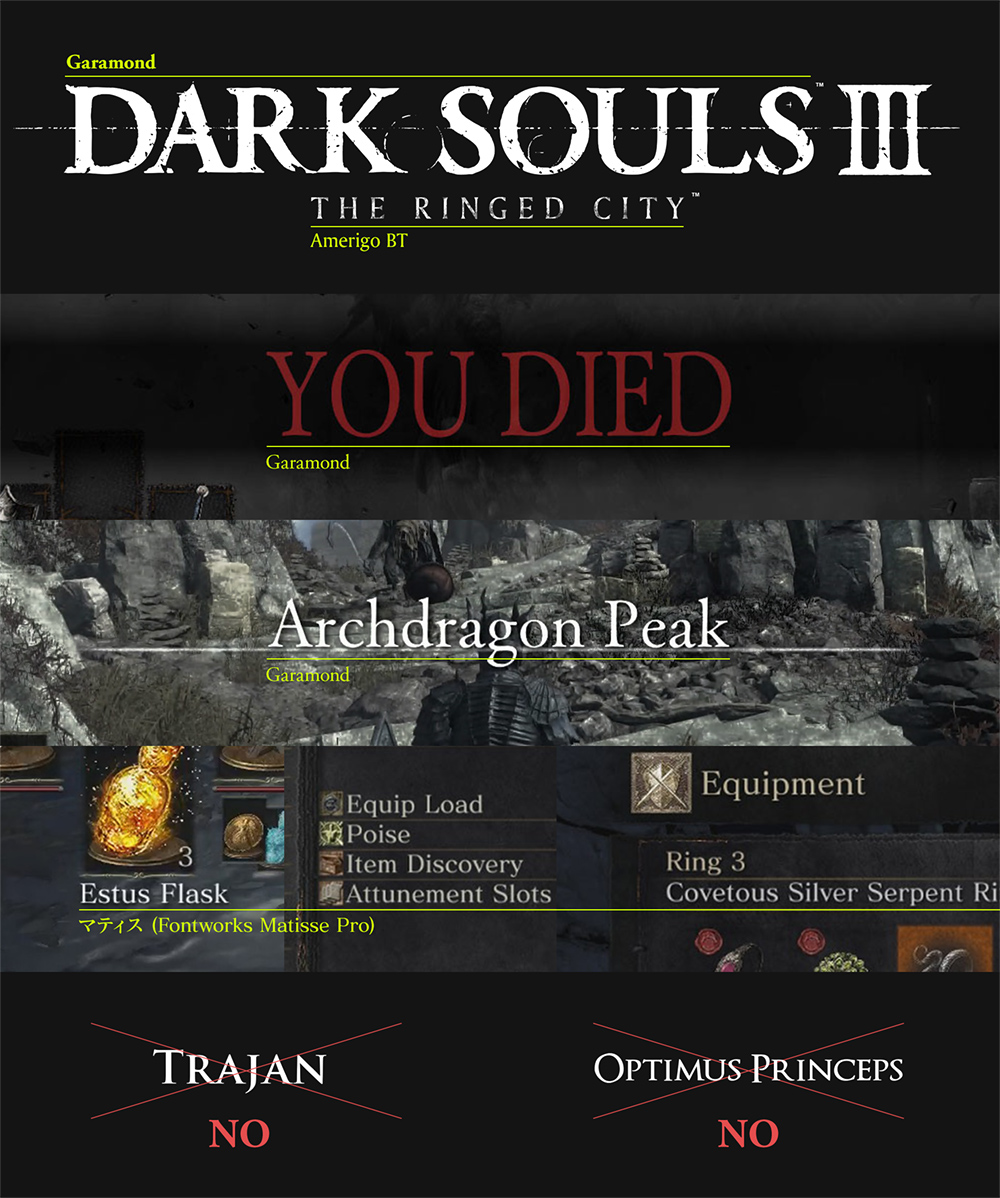 Garamond
DARK SOULS™ III
THE RINGED CITY™
Amerigo BT
YOU DIED
Garamond
Archdragon Peak
Garamond
3
Estus Flask
Equip Load
Poise
Item Discovery
Attunement Slots
Equipment
Ring 3
Covetous Silver Serpent Ri
マティス (Fontworks Matisse Pro)
TRAJAN
NO
OPTIMUS PRINCEPS
NO